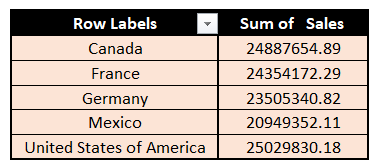 Row Labels Sum of Sales
Canada 24887654.89
France 24354172.29
Germany 23505340.82
Mexico 20949352.11
United States of America 25029830.18